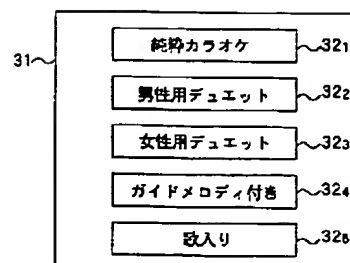 31
純粋カラオケ 32₁
男性用デュエット 32₂
女性用デュエット 32₃
ガイドメロディ付き 32₄
歌入り 32₅